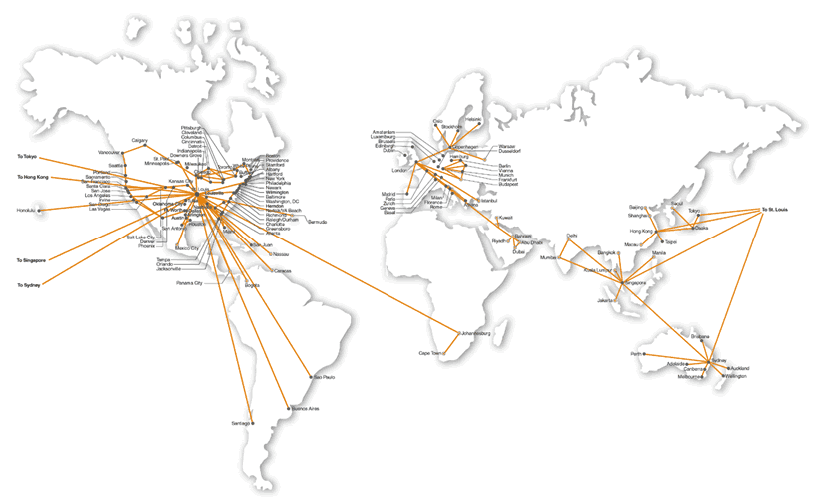 Pittsburgh
Cleveland
Columbus
Cincinnati
Detroit
Indianapolis
Calgary
Vancouver
St. Paul
Minneapolis
Downers Grove
Milwaukee
Toronto
Montreal
Boston
Providence
Stamford
Albany
Hartford
New York
Philadelphia
Newark
Wilmington
Baltimore
Washington, DC
Herndon
Richmond
Raleigh/Durham
Charlotte
Greensboro
Atlanta
Bermuda
To Tokyo
To Hong Kong
Honolulu
To Singapore
To Sydney
Seattle
Portland
Sacramento
San Francisco
Santa Clara
San Jose
Los Angeles
Irvine
San Diego
Las Vegas
Salt Lake City
Denver
Phoenix
Kansas City
St. Louis
Louisville
Oklahoma City
Ft. Worth
Austin
Houston
San Antonio
Mexico City
Tampa
Orlando
Jacksonville
Miami
San Juan
Nassau
Caracas
Panama City
Bogota
Sao Paulo
Buenos Aires
Santiago
Oslo
Stockholm
Helsinki
Amsterdam
Luxembourg
Brussels
Edinburgh
Dublin
London
Copenhagen
Hamburg
Warsaw
Dusseldorf
Berlin
Vienna
Munich
Frankfurt
Budapest
Madrid
Paris
Zurich
Geneva
Basel
Milan
Florence
Rome
Athens
Istanbul
Kuwait
Riyadh
Bahrain
Abu Dhabi
Dubai
Johannesburg
Cape Town
Delhi
Mumbai
Beijing
Shanghai
Seoul
Tokyo
Osaka
Hong Kong
Taipei
Macau
Manila
Bangkok
Kuala Lumpur
Singapore
Jakarta
To St. Louis
Perth
Brisbane
Sydney
Adelaide
Canberra
Melbourne
Auckland
Wellington